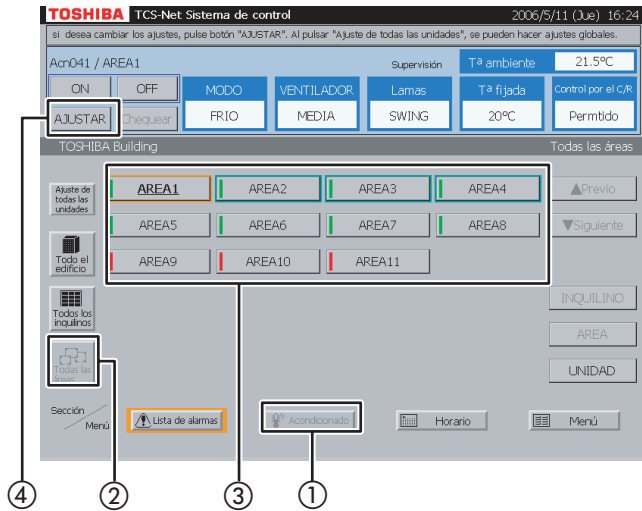 TOSHIBA TCS-Net Sistema de control 2006/5/11 (Jue) 16:24
si desea cambiar los ajustes, pulse botón "AJUSTAR". Al pulsar "Ajuste de todas las unidades", se pueden hacer ajustes globales.
Acn041 / AREA1 Supervisión Tª ambiente 21.5ºC
ON OFF MODO VENTILADOR Lamas Tª fijada Control por el C/R
AJUSTAR Chequear FRIO MEDIA SWING 20ºC Permtido
TOSHIBA Building Todas las áreas
Ajuste de
todas las
unidades
AREA1 AREA2 AREA3 AREA4 ▲Previo
AREA5 AREA6 AREA7 AREA8 ▼Siguiente
Todo el
edificio
AREA9 AREA10 AREA11
Todos los
inquilinos
INQUILINO
AREA
Todas las
áreas
UNIDAD
Sección
Menú
Lista de alarmas Acondicionado Horario Menú
④ ② ③ ①